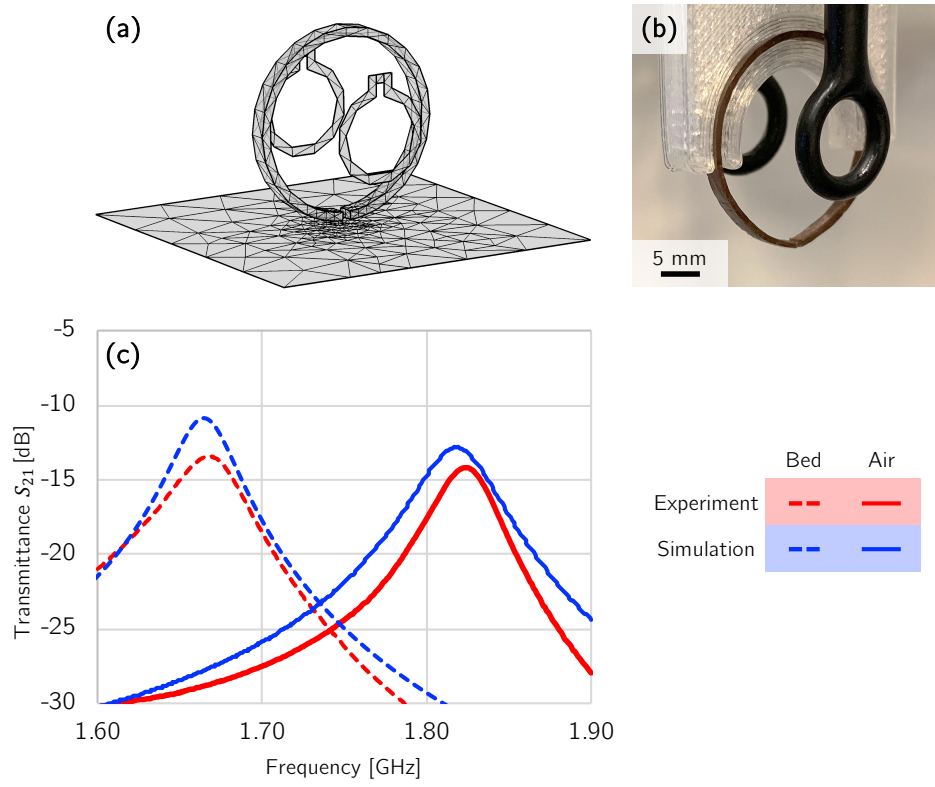 (a)
(b)
5 mm
(c)
Transmittance S21 [dB]
-5
-10
-15
-20
-25
-30
1.60 1.70 1.80 1.90
Frequency [GHz]
Bed Air
Experiment
Simulation